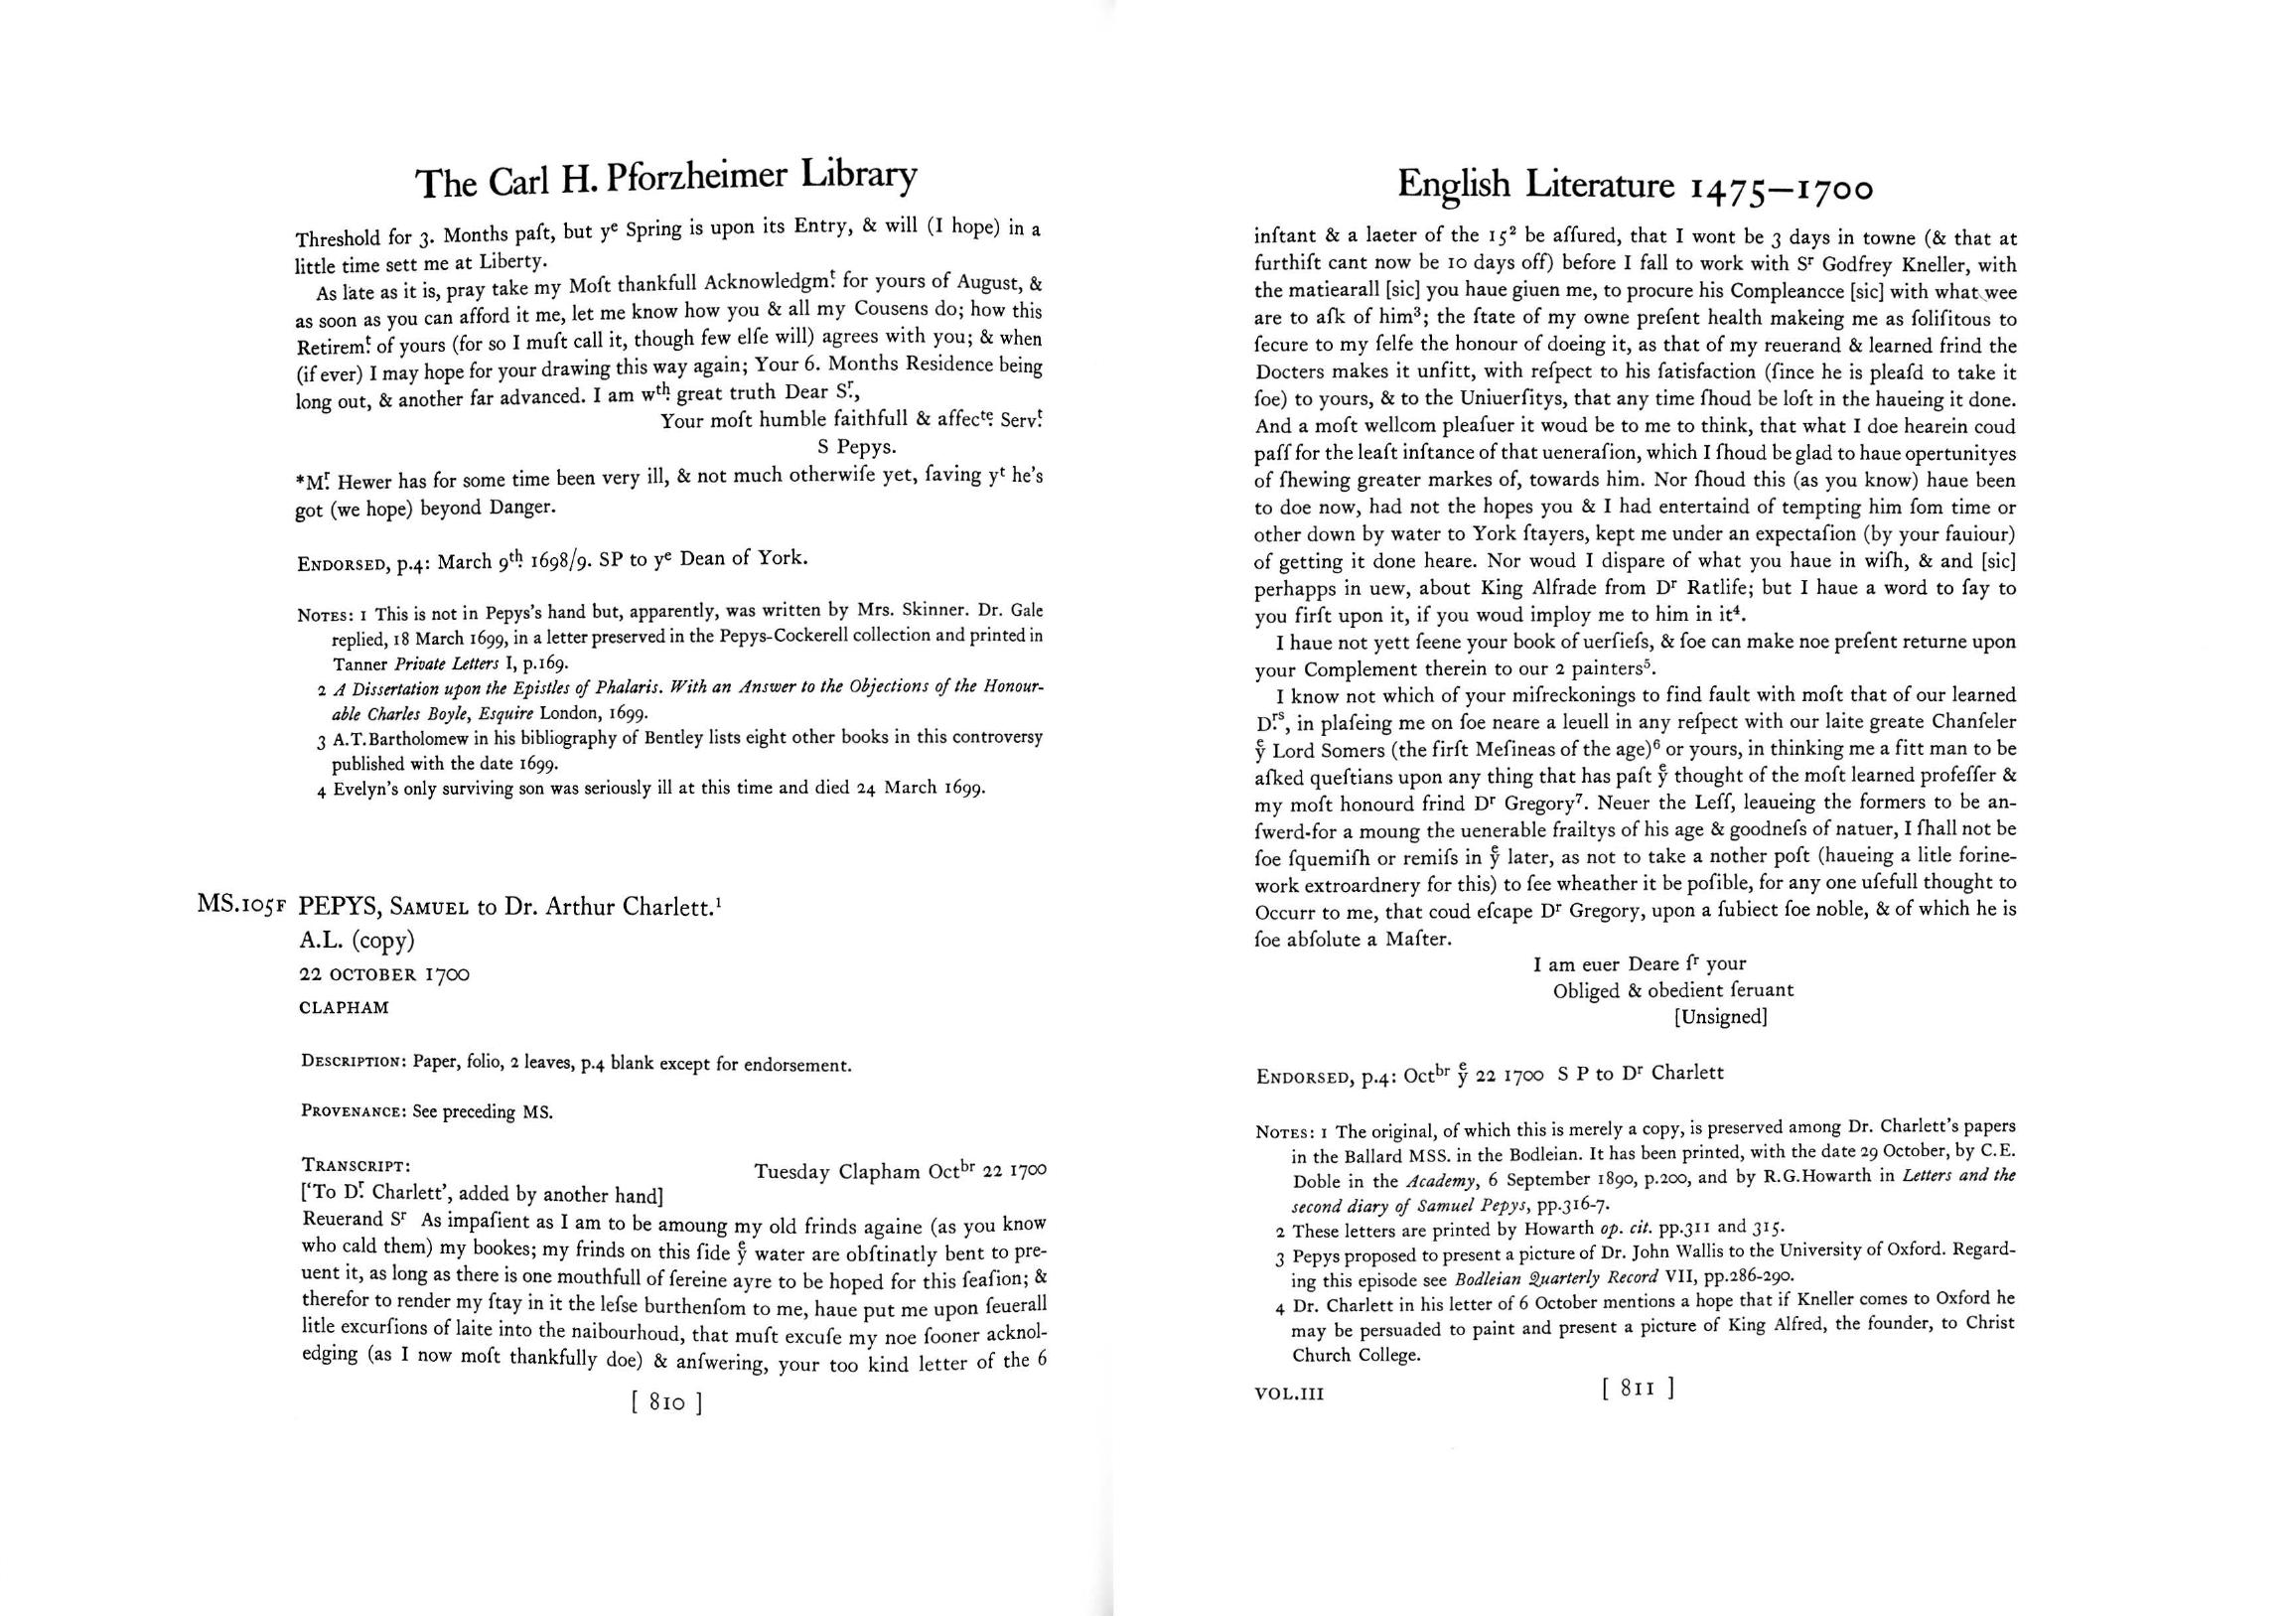 The Carl H. Pforzheimer Library
Threshold for 3. Months paſt, but yᵉ Spring is upon its Entry, & will (I hope) in a
little time sett me at Liberty.
As late as it is, pray take my Moſt thankfull Acknowledgm.ᵗ for yours of August, &
as soon as you can afford it me, let me know how you & all my Cousens do; how this
Retirem.ᵗ of yours (for so I muſt call it, though few elſe will) agrees with you; & when
(if ever) I may hope for your drawing this way again; Your 6. Months Residence being
long out, & another far advanced. I am w.ᵗʰ great truth Dear S.ʳ,
Your moſt humble faithfull & affec.ᵗᵉ Serv.ᵗ
S Pepys.
*M.ʳ Hewer has for some time been very ill, & not much otherwiſe yet, ſaving yᵗ he's
got (we hope) beyond Danger.
ENDORSED, p.4: March 9.ᵗʰ 1698/9. SP to yᵉ Dean of York.
NOTES: 1 This is not in Pepys's hand but, apparently, was written by Mrs. Skinner. Dr. Gale
replied, 18 March 1699, in a letter preserved in the Pepys-Cockerell collection and printed in
Tanner Private Letters I, p.169.
2 A Dissertation upon the Epistles of Phalaris. With an Answer to the Objections of the Honour-
able Charles Boyle, Esquire London, 1699.
3 A.T.Bartholomew in his bibliography of Bentley lists eight other books in this controversy
published with the date 1699.
4 Evelyn's only surviving son was seriously ill at this time and died 24 March 1699.
MS.105F PEPYS, SAMUEL to Dr. Arthur Charlett.¹
A.L. (copy)
22 OCTOBER 1700
CLAPHAM
DESCRIPTION: Paper, folio, 2 leaves, p.4 blank except for endorsement.
PROVENANCE: See preceding MS.
TRANSCRIPT: Tuesday Clapham Octᵇʳ 22 1700
['To D.ʳ Charlett', added by another hand]
Reuerand Sʳ As impaſient as I am to be amoung my old frinds againe (as you know
who cald them) my bookes; my frinds on this ſide yͤ water are obſtinatly bent to pre-
uent it, as long as there is one mouthfull of ſereine ayre to be hoped for this ſeaſion; &
therefor to render my ſtay in it the leſse burthenſom to me, haue put me upon ſeuerall
litle excurſions of laite into the naibourhoud, that muſt excuſe my noe ſooner acknol-
edging (as I now moſt thankfully doe) & anſwering, your too kind letter of the 6
[ 810 ]
English Literature 1475–1700
inſtant & a laeter of the 15² be aſſured, that I wont be 3 days in towne (& that at
furthiſt cant now be 10 days off) before I fall to work with Sʳ Godfrey Kneller, with
the matiearall [sic] you haue giuen me, to procure his Compleancce [sic] with what wee
are to aſk of him³; the ſtate of my owne preſent health makeing me as ſoliſitous to
ſecure to my ſelfe the honour of doeing it, as that of my reuerand & learned frind the
Docters makes it unfitt, with reſpect to his ſatisfaction (ſince he is pleaſd to take it
ſoe) to yours, & to the Uniuerſitys, that any time ſhoud be loſt in the haueing it done.
And a moſt wellcom pleaſuer it woud be to me to think, that what I doe hearein coud
paſſ for the leaſt inſtance of that ueneraſion, which I ſhoud be glad to haue opertunityes
of ſhewing greater markes of, towards him. Nor ſhoud this (as you know) haue been
to doe now, had not the hopes you & I had entertaind of tempting him ſom time or
other down by water to York ſtayers, kept me under an expectaſion (by your fauiour)
of getting it done heare. Nor woud I dispare of what you haue in wiſh, & and [sic]
perhapps in uew, about King Alfrade from Dʳ Ratlife; but I haue a word to ſay to
you firſt upon it, if you woud imploy me to him in it⁴.
I haue not yett ſeene your book of uerſieſs, & ſoe can make noe preſent returne upon
your Complement therein to our 2 painters⁵.
I know not which of your miſreckonings to find fault with moſt that of our learned
D.ʳˢ, in plaſeing me on ſoe neare a leuell in any reſpect with our laite greate Chanſeler
yͤ Lord Somers (the firſt Meſineas of the age)⁶ or yours, in thinking me a fitt man to be
aſked queſtians upon any thing that has paſt yͤ thought of the moſt learned profeſſer &
my moſt honourd frind Dʳ Gregory⁷. Neuer the Leſſ, leaueing the formers to be an-
ſwerd-for a moung the uenerable frailtys of his age & goodneſs of natuer, I ſhall not be
ſoe ſquemiſh or remiſs in yͤ later, as not to take a nother poſt (haueing a litle forine-
work extroardnery for this) to ſee wheather it be poſible, for any one uſefull thought to
Occurr to me, that coud eſcape Dʳ Gregory, upon a ſubiect ſoe noble, & of which he is
ſoe abſolute a Maſter.
I am euer Deare ſʳ your
Obliged & obedient ſeruant
[Unsigned]
ENDORSED, p.4: Octᵇʳ yͤ 22 1700 S P to Dʳ Charlett
NOTES: 1 The original, of which this is merely a copy, is preserved among Dr. Charlett's papers
in the Ballard MSS. in the Bodleian. It has been printed, with the date 29 October, by C.E.
Doble in the Academy, 6 September 1890, p.200, and by R.G.Howarth in Letters and the
second diary of Samuel Pepys, pp.316-7.
2 These letters are printed by Howarth op. cit. pp.311 and 315.
3 Pepys proposed to present a picture of Dr. John Wallis to the University of Oxford. Regard-
ing this episode see Bodleian Quarterly Record VII, pp.286-290.
4 Dr. Charlett in his letter of 6 October mentions a hope that if Kneller comes to Oxford he
may be persuaded to paint and present a picture of King Alfred, the founder, to Christ
Church College.
VOL.III [ 811 ]